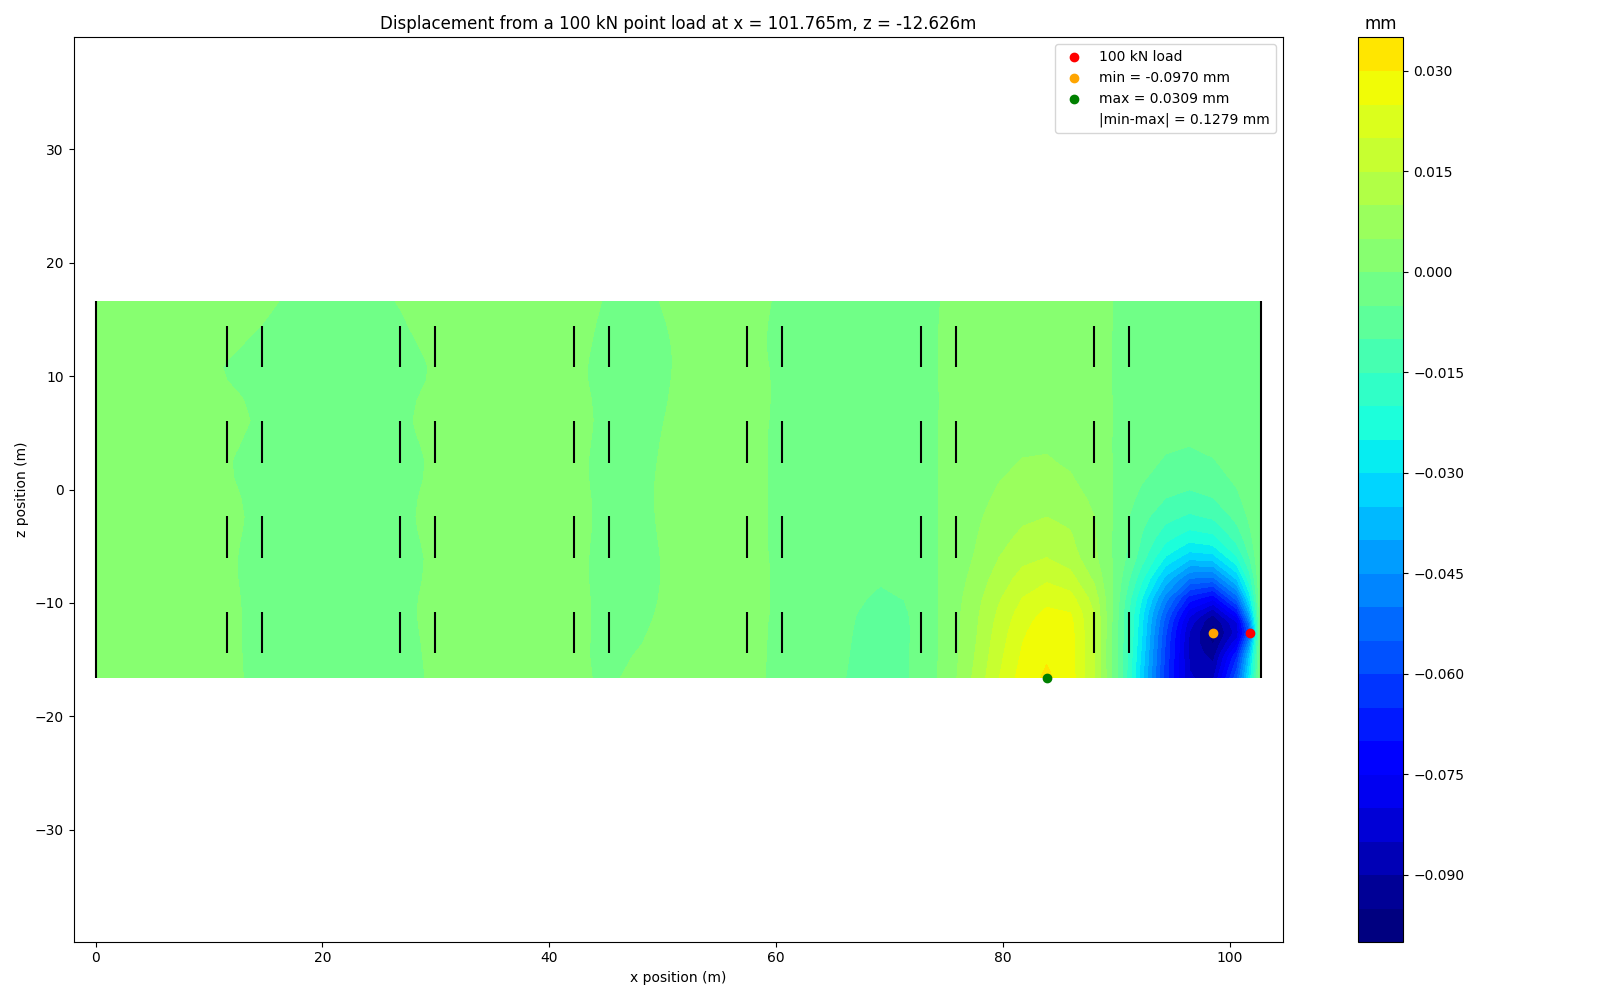 Displacement from a 100 kN point load at x = 101.765m, z = -12.626m
mm
100 kN load
min = -0.0970 mm
max = 0.0309 mm
|min-max| = 0.1279 mm
z position (m)
30
20
10
0
−10
−20
−30
0
20
40
60
80
100
x position (m)
0.030
0.015
0.000
−0.015
−0.030
−0.045
−0.060
−0.075
−0.090